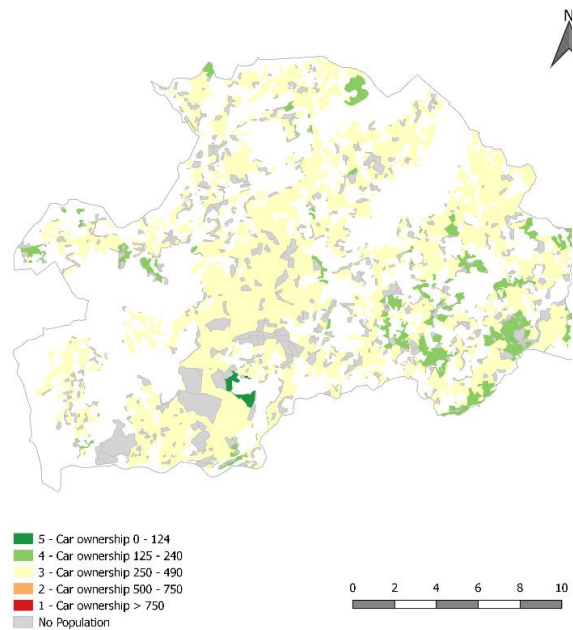 N
5 - Car ownership 0 - 124
4 - Car ownership 125 - 240
3 - Car ownership 250 - 490
2 - Car ownership 500 - 750
1 - Car ownership > 750
No Population
0 2 4 6 8 10